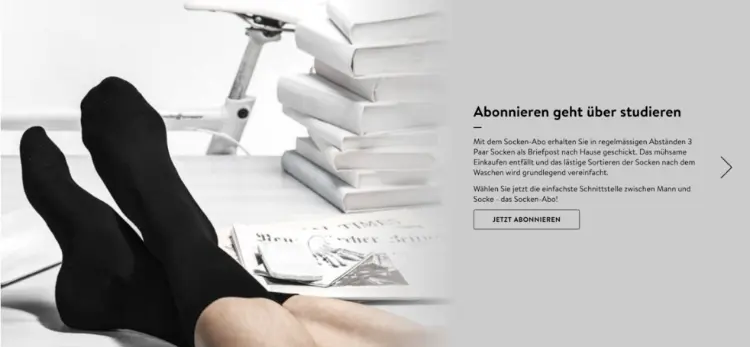 Abonnieren geht über studieren
Mit dem Socken-Abo erhalten Sie in regelmässigen Abständen 3
Paar Socken als Briefpost nach Hause geschickt. Das mühsame
Einkaufen entfällt und das lästige Sortieren der Socken nach dem
Waschen wird grundlegend vereinfacht.
Wählen Sie jetzt die einfachste Schnittstelle zwischen Mann und
Socke - das Socken-Abo!
JETZT ABONNIEREN
TIMES